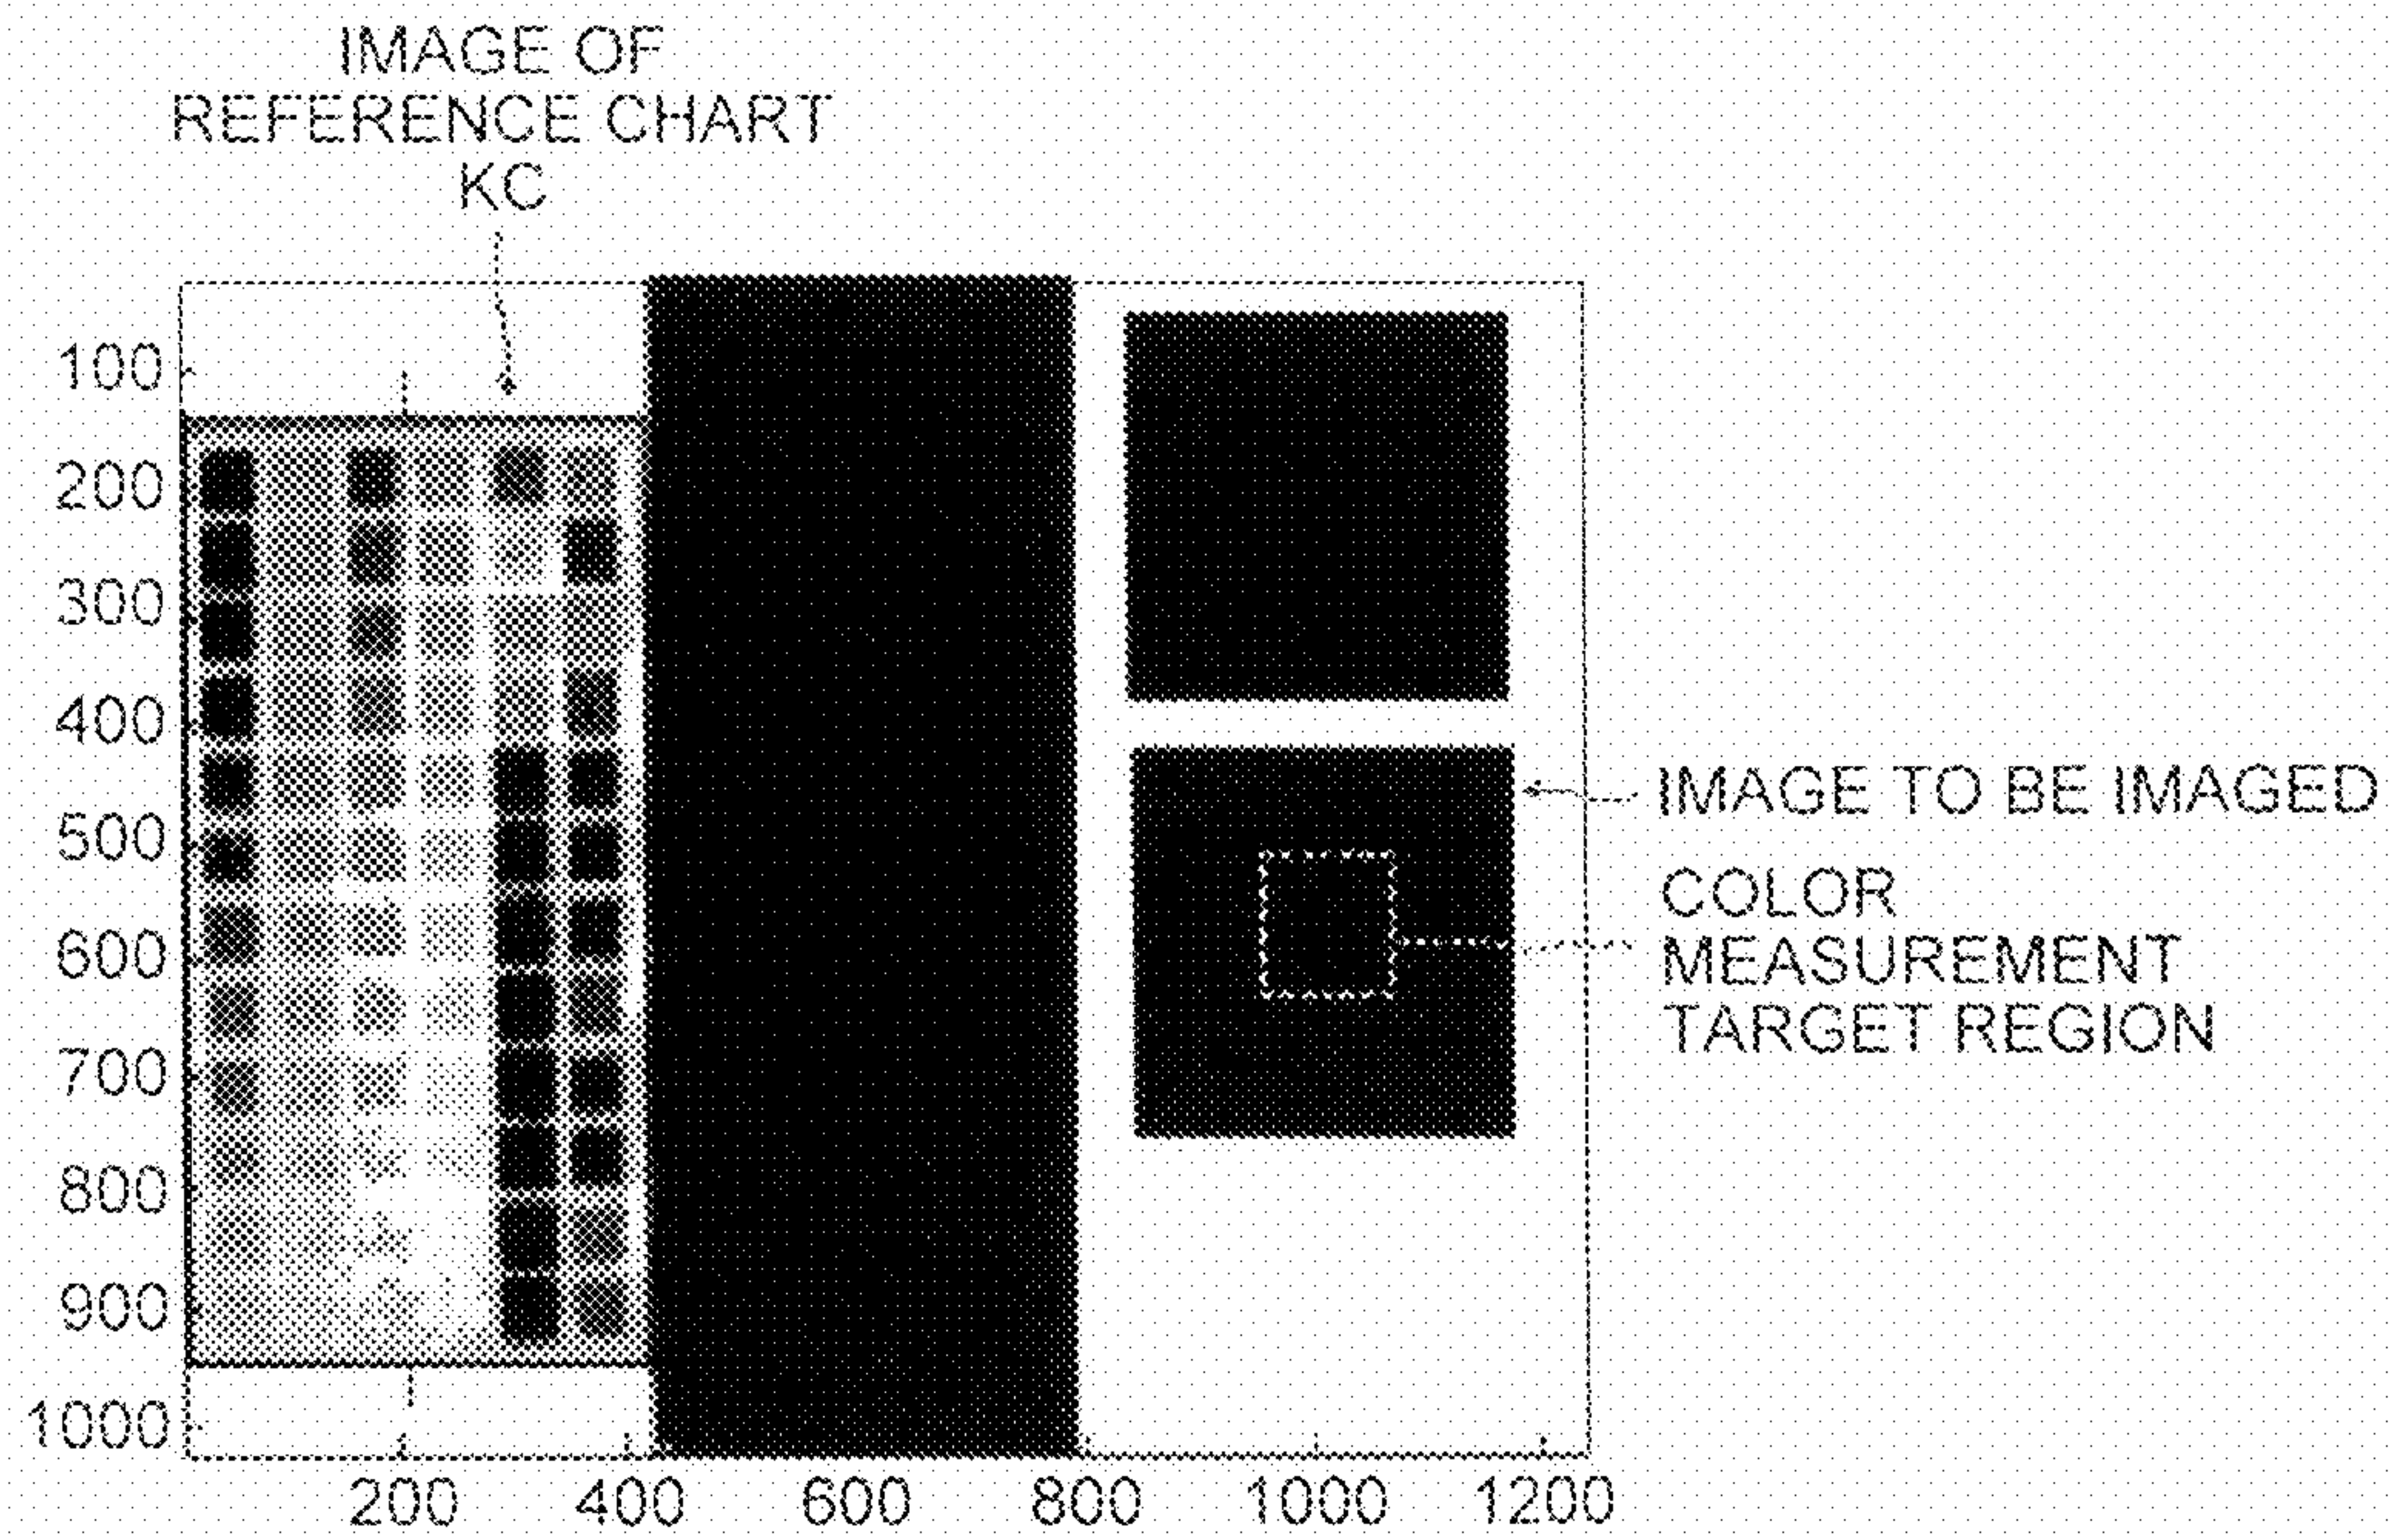 IMAGE OF
REFERENCE CHART
KC
100
200
300
400
500
600
700
800
900
1000
200 400 600 800 1000 1200
IMAGE TO BE IMAGED
COLOR
MEASUREMENT
TARGET REGION